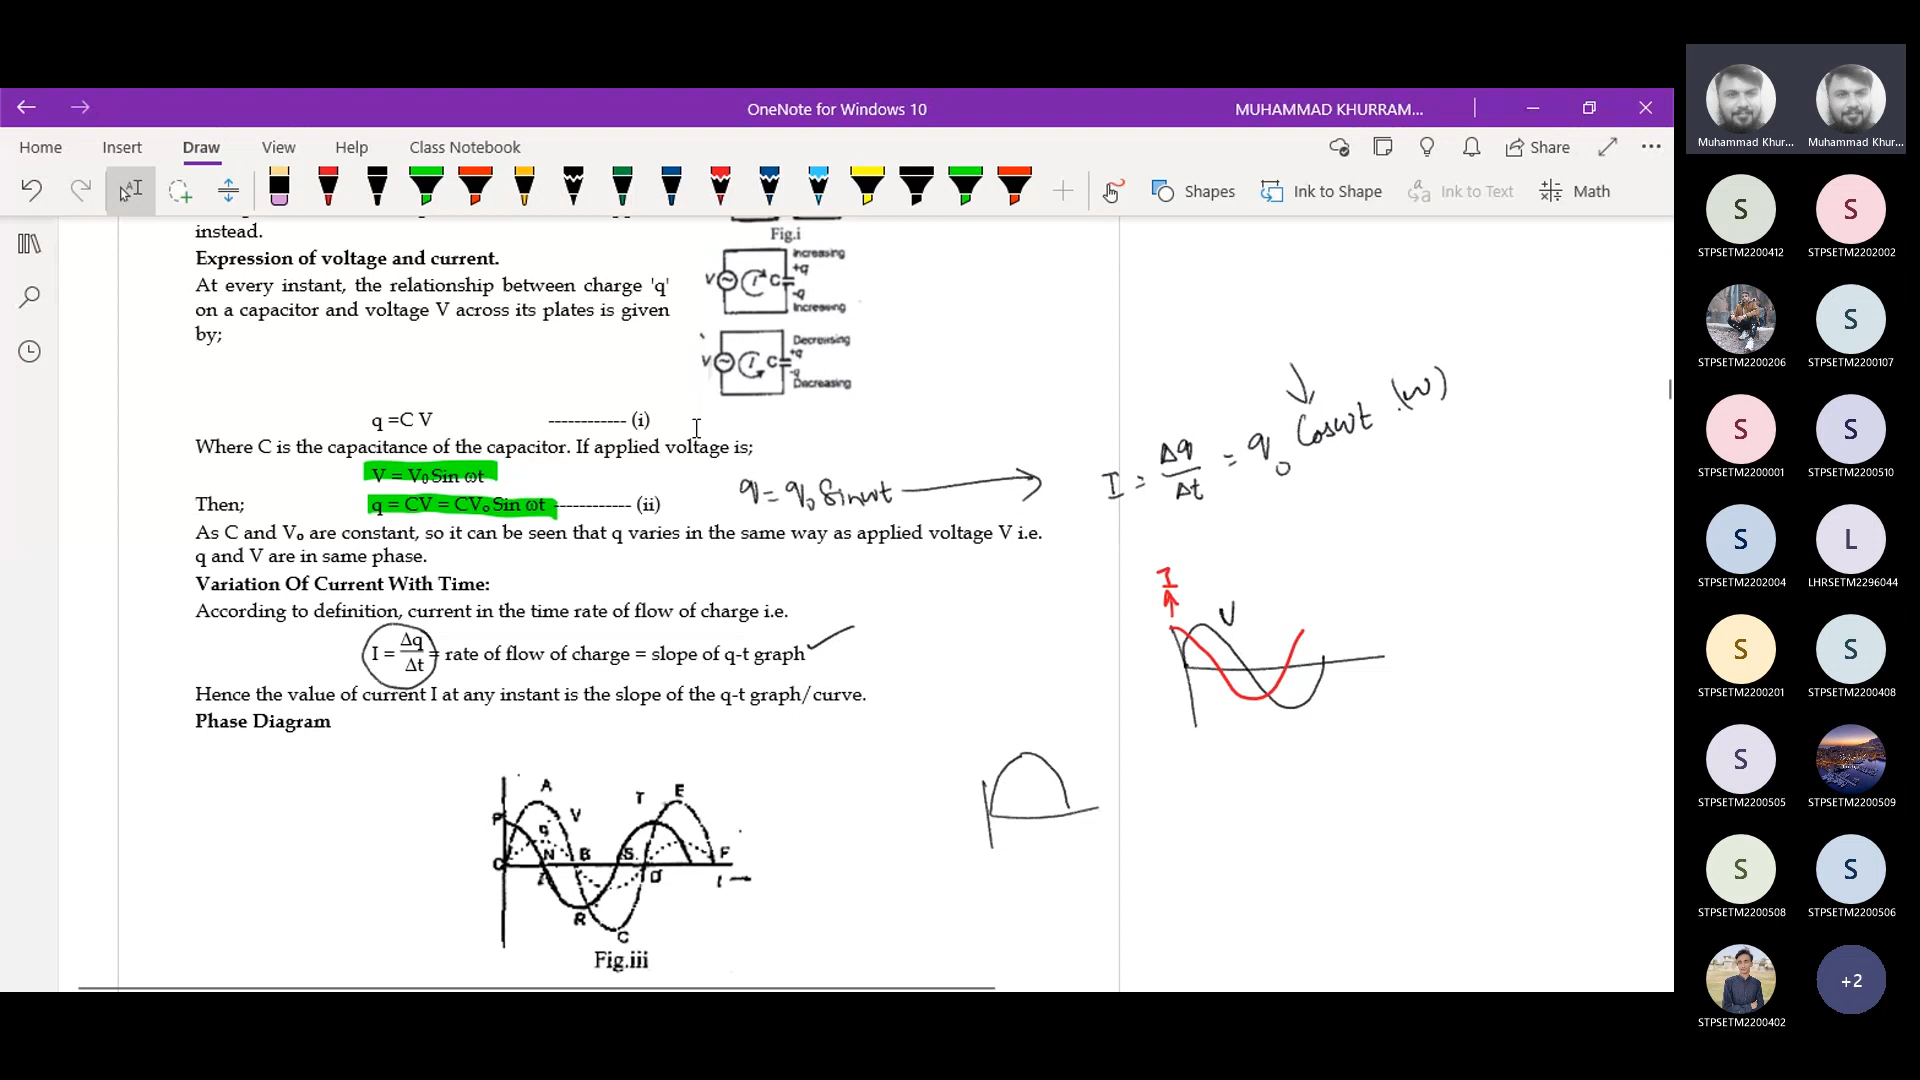 OneNote for Windows 10
MUHAMMAD KHURRAM...
Home Insert Draw View Help Class Notebook
Share
Shapes Ink to Shape Ink to Text Math
instead.
Fig.i
Expression of voltage and current.
At every instant, the relationship between charge 'q'
on a capacitor and voltage V across its plates is given
by;
Increasing
+q
V I C
-q
Increasing
Decreasing
+q
V I C
-q
Decreasing
q =C V ------------ (i)
Where C is the capacitance of the capacitor. If applied voltage is;
V = V₀ Sin ωt
Then; q = CV = CVₒ Sin ωt ------------ (ii)
q = q₀ Sinωt
I = Δq/Δt = q₀ Cosωt .(ω)
As C and Vₒ are constant, so it can be seen that q varies in the same way as applied voltage V i.e.
q and V are in same phase.
Variation Of Current With Time:
According to definition, current in the time rate of flow of charge i.e.
I = Δq/Δt = rate of flow of charge = slope of q-t graph
Hence the value of current I at any instant is the slope of the q-t graph/curve.
I
V
Phase Diagram
A T E
P V
q
O N B S F
D
R
C
Fig.iii
Muhammad Khur... Muhammad Khur...
S S
STPSETM2200412 STPSETM2202002
S
STPSETM2200206 STPSETM2200107
S S
STPSETM2200001 STPSETM2200510
S L
STPSETM2202004 LHRSETM2296044
S S
STPSETM2200201 STPSETM2200408
S
STPSETM2200505 STPSETM2200509
S S
STPSETM2200508 STPSETM2200506
+2
STPSETM2200402